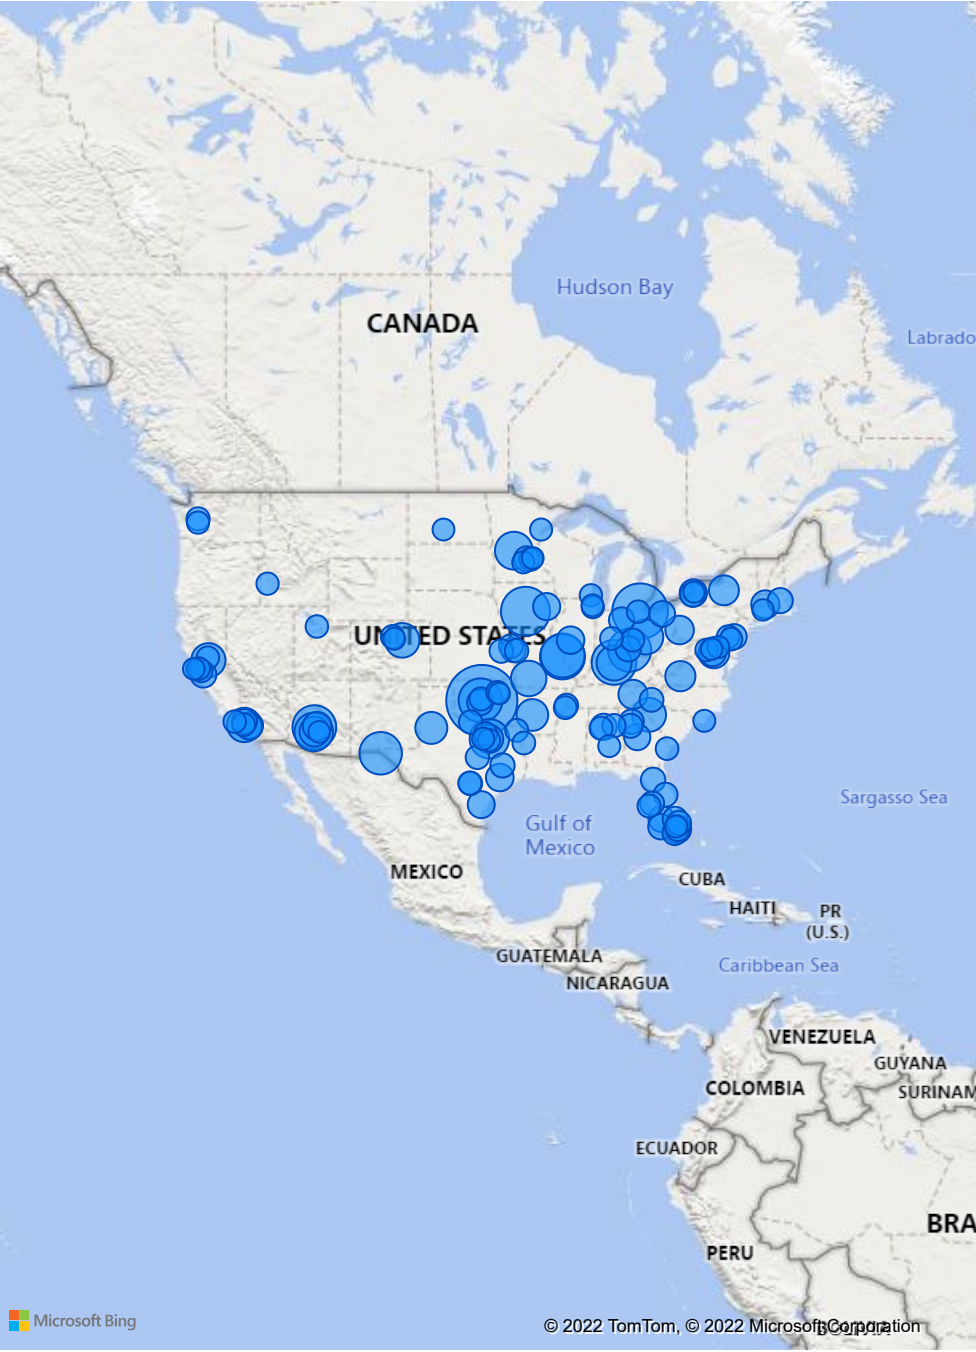 Hudson Bay
CANADA
Labrado
UNITED STATES
Sargasso Sea
Gulf of
Mexico
MEXICO
CUBA
HAITI
PR
(U.S.)
GUATEMALA
Caribbean Sea
NICARAGUA
VENEZUELA
GUYANA
COLOMBIA
SURINAM
ECUADOR
BRA
PERU
Microsoft Bing
© 2022 TomTom, © 2022 Microsoft Corporation
BOLIVIA